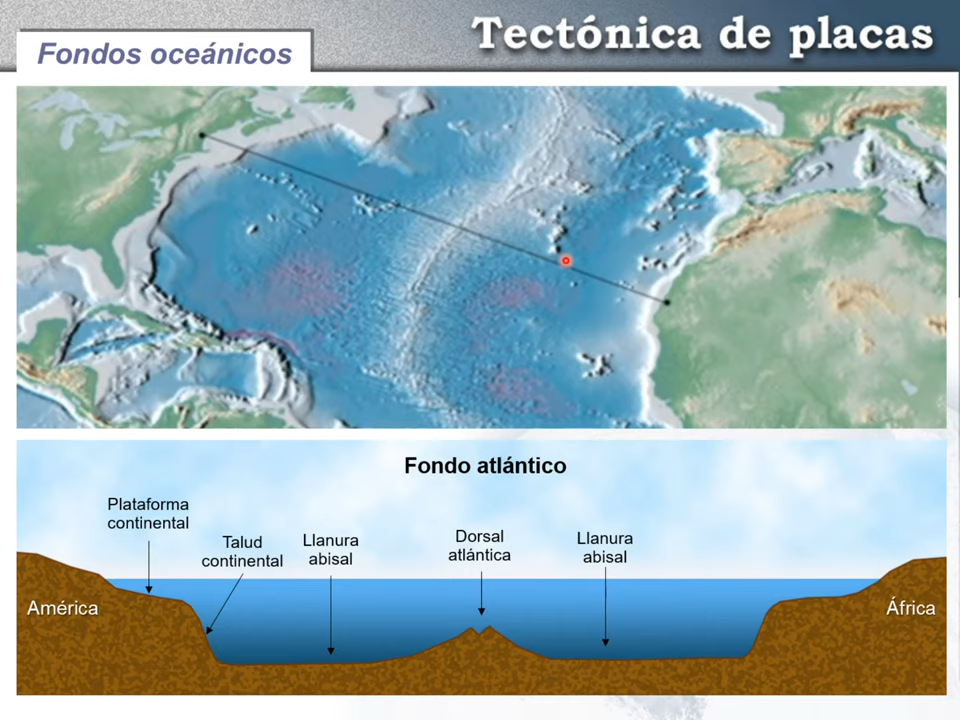 Tectónica de placas
Fondos oceánicos
Fondo atlántico
Plataforma
continental
Talud
continental
Llanura
abisal
Dorsal
atlántica
Llanura
abisal
América
África